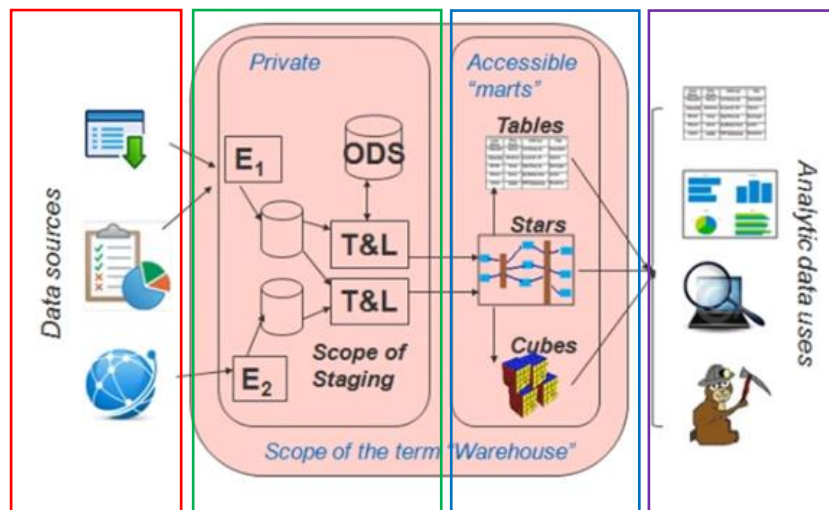 Data sources
Private
E1
ODS
T&L
T&L
E2
Scope of
Staging
Accessible
“marts”
Tables
Stars
Cubes
Scope of the term “Warehouse”
Analytic data uses